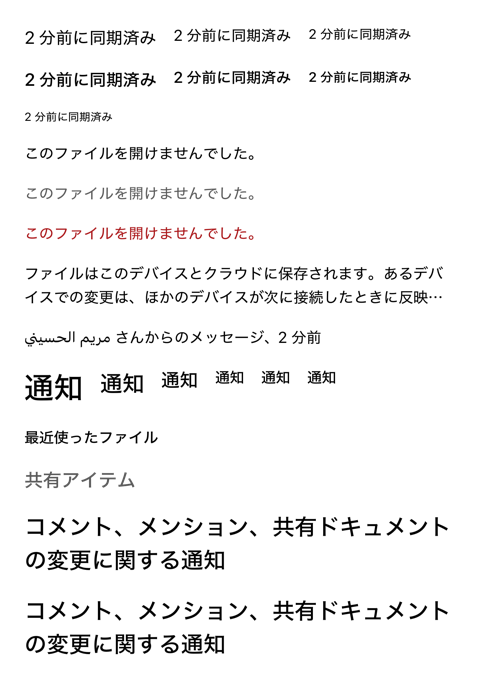 2 分前に同期済み 2 分前に同期済み 2 分前に同期済み
2 分前に同期済み 2 分前に同期済み 2 分前に同期済み
2 分前に同期済み
このファイルを開けませんでした。
このファイルを開けませんでした。
このファイルを開けませんでした。
ファイルはこのデバイスとクラウドに保存されます。あるデバ
イスでの変更は、ほかのデバイスが次に接続したときに反映…
مريم الحسيني さんからのメッセージ、2 分前
通知 通知 通知 通知 通知 通知
最近使ったファイル
共有アイテム
コメント、メンション、共有ドキュメント
の変更に関する通知
コメント、メンション、共有ドキュメント
の変更に関する通知